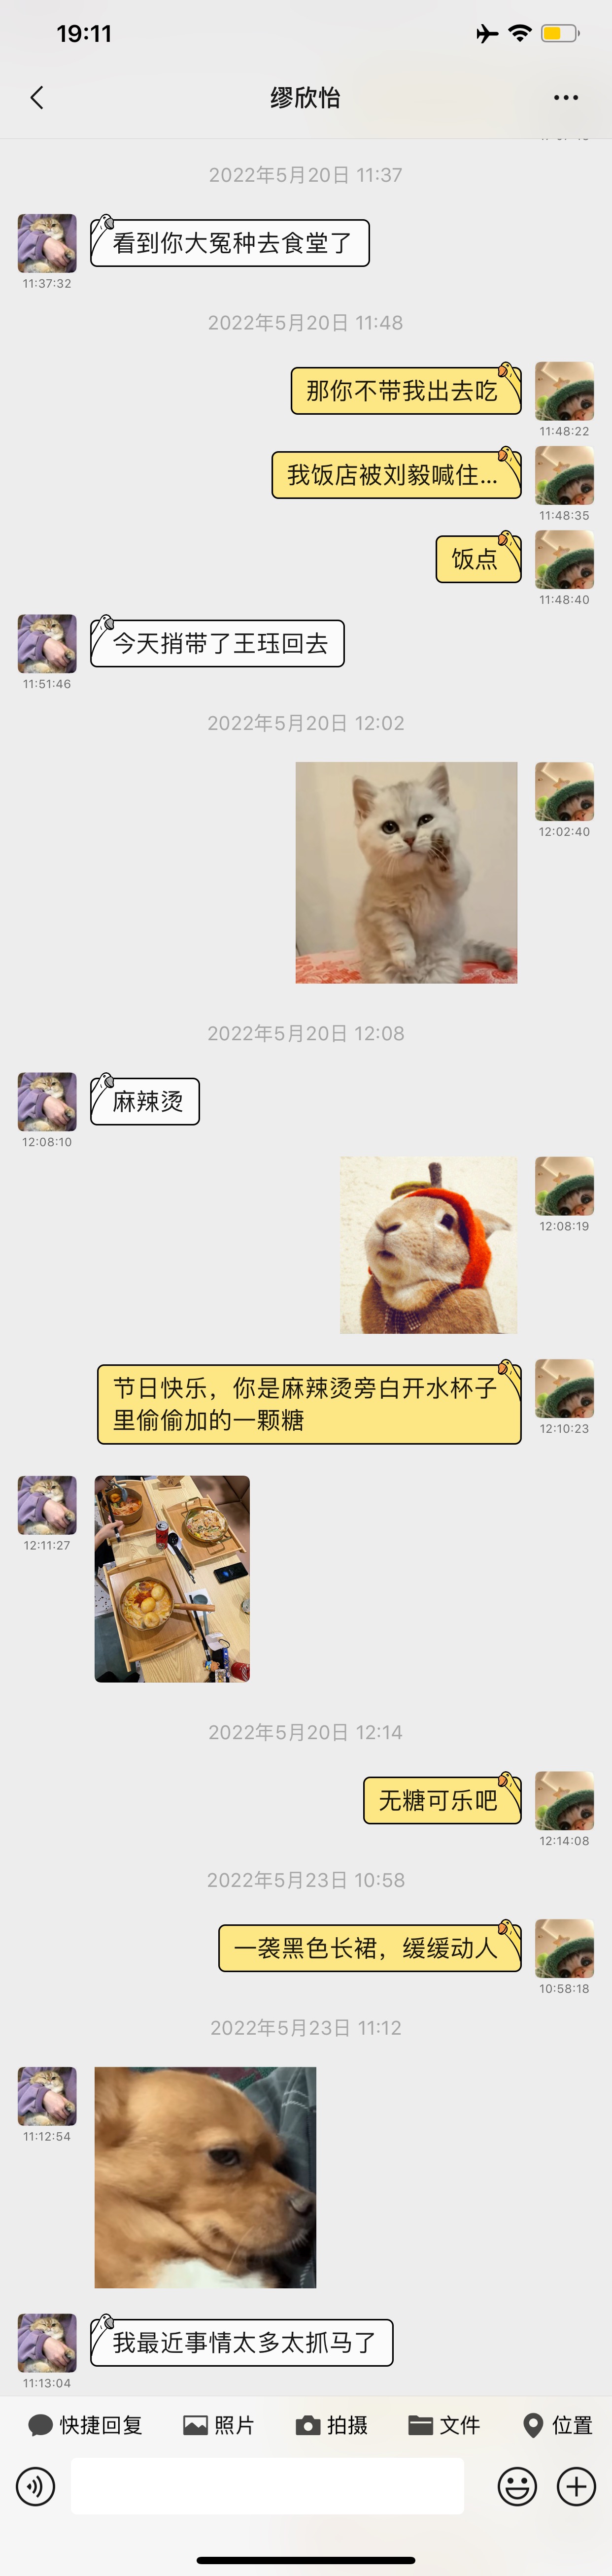 19:11
缪欣怡
2022年5月20日 11:37
看到你大冤种去食堂了
11:37:32
2022年5月20日 11:48
那你不带我出去吃
11:48:22
我饭店被刘毅喊住...
11:48:35
饭点
11:48:40
今天捎带了王珏回去
11:51:46
2022年5月20日 12:02
12:02:40
2022年5月20日 12:08
麻辣烫
12:08:10
12:08:19
节日快乐，你是麻辣烫旁白开水杯子
里偷偷加的一颗糖
12:10:23
12:11:27
2022年5月20日 12:14
无糖可乐吧
12:14:08
2022年5月23日 10:58
一袭黑色长裙，缓缓动人
10:58:18
2022年5月23日 11:12
11:12:54
我最近事情太多太抓马了
11:13:04
快捷回复 照片 拍摄 文件 位置